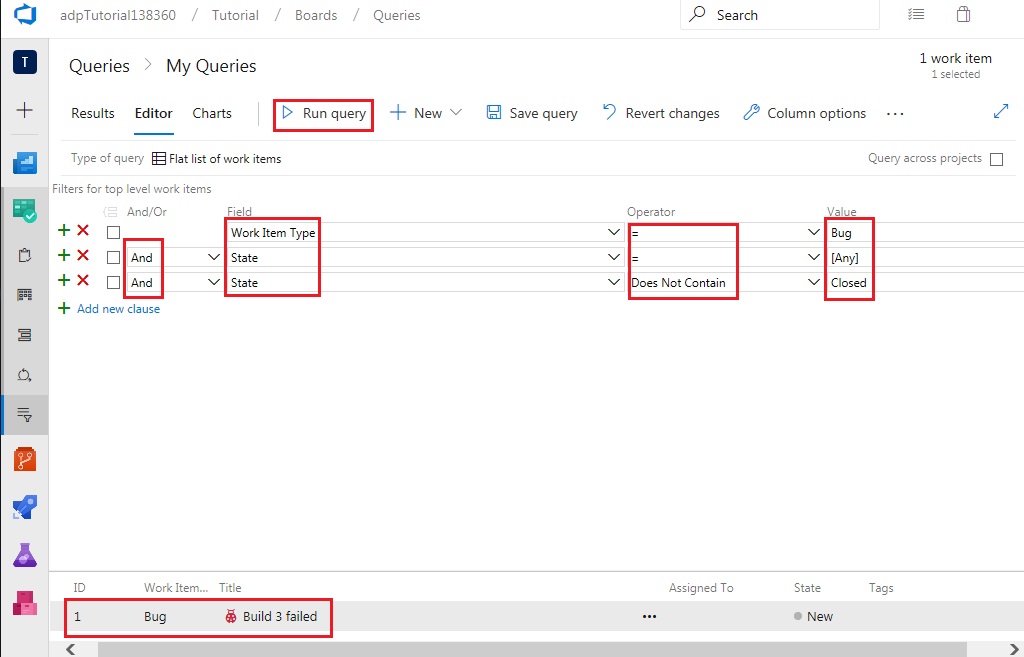 adpTutorial138360 / Tutorial / Boards / Queries Search
T
Queries > My Queries 1 work item
1 selected
Results Editor Charts Run query New Save query Revert changes Column options ...
Type of query Flat list of work items Query across projects
Filters for top level work items
And/Or Field Operator Value
Work Item Type = Bug
And State = [Any]
And State Does Not Contain Closed
Add new clause
ID Work Item... Title Assigned To State Tags
1 Bug Build 3 failed ... New